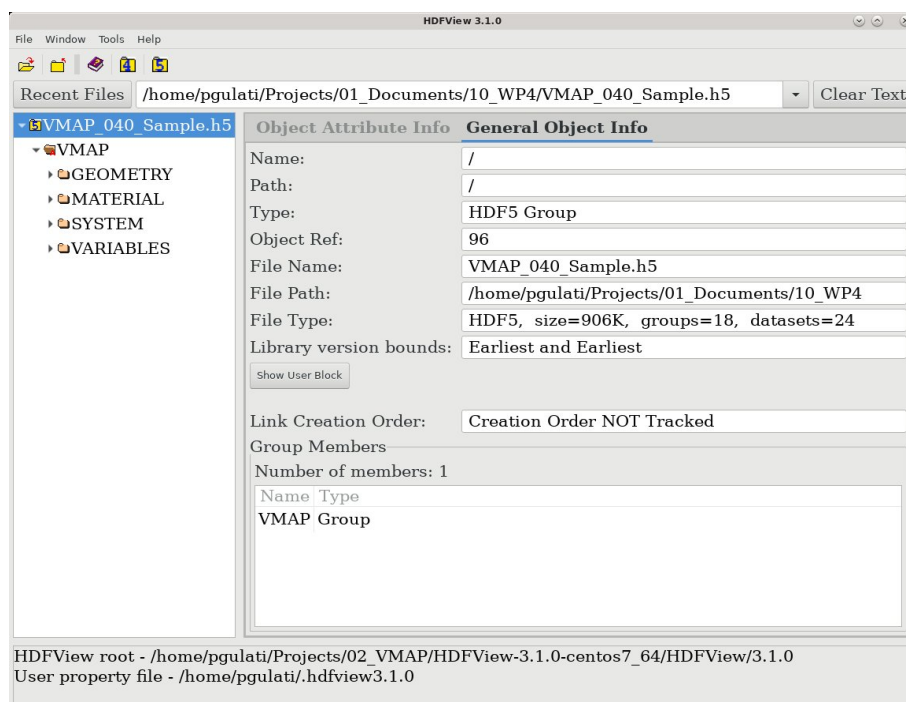 HDFView 3.1.0
File Window Tools Help
4 5
Recent Files /home/pgulati/Projects/01_Documents/10_WP4/VMAP_040_Sample.h5 Clear Text
5 VMAP_040_Sample.h5
VMAP
GEOMETRY
MATERIAL
SYSTEM
VARIABLES
Object Attribute Info General Object Info
Name: /
Path: /
Type: HDF5 Group
Object Ref: 96
File Name: VMAP_040_Sample.h5
File Path: /home/pgulati/Projects/01_Documents/10_WP4
File Type: HDF5, size=906K, groups=18, datasets=24
Library version bounds: Earliest and Earliest
Show User Block
Link Creation Order: Creation Order NOT Tracked
Group Members
Number of members: 1
Name Type
VMAP Group
HDFView root - /home/pgulati/Projects/02_VMAP/HDFView-3.1.0-centos7_64/HDFView/3.1.0
User property file - /home/pgulati/.hdfview3.1.0